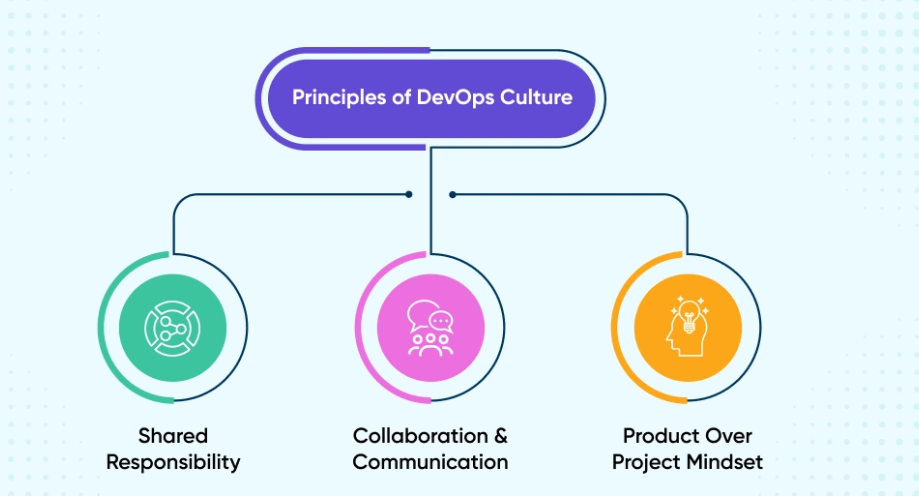 Principles of DevOps Culture
Shared
Responsibility
Collaboration &
Communication
Product Over
Project Mindset